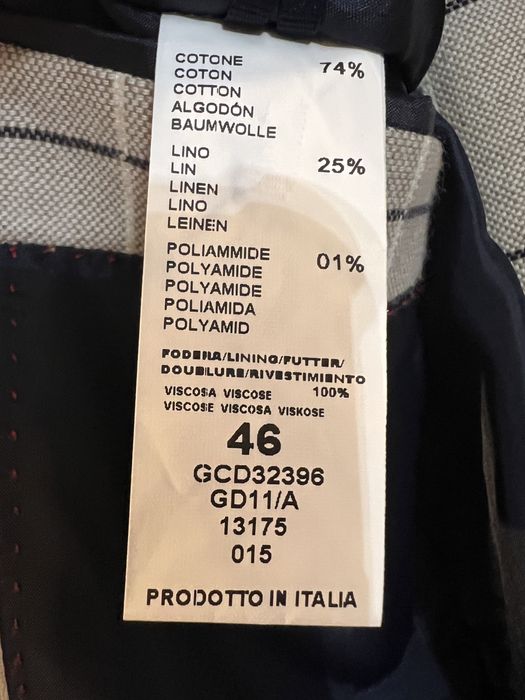 COTONE 74%
COTON
COTTON
ALGODÓN
BAUMWOLLE
LINO
LIN 25%
LINEN
LINO
LEINEN
POLIAMMIDE
POLYAMIDE 01%
POLYAMIDE
POLIAMIDA
POLYAMID
FODERA/LINING/FUTTER/
DOUBLURE/RIVESTIMENTO
VISCOSA VISCOSE 100%
VISCOSE VISCOSA VISKOSE
46
GCD32396
GD11/A
13175
015
PRODOTTO IN ITALIA